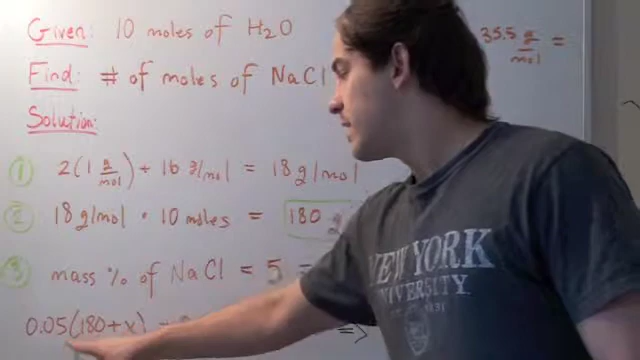 Given: 10 moles of H₂O
35.5 g/mol =
Find: # of moles of NaCl
Solution:
① 2(1 g/mol) + 16 g/mol = 18 g/mol
② 18 g/mol · 10 moles = 180 g
③ mass % of NaCl = 5 =
0.05(180+x) ⇒
NEW YORK
UNIVERSITY